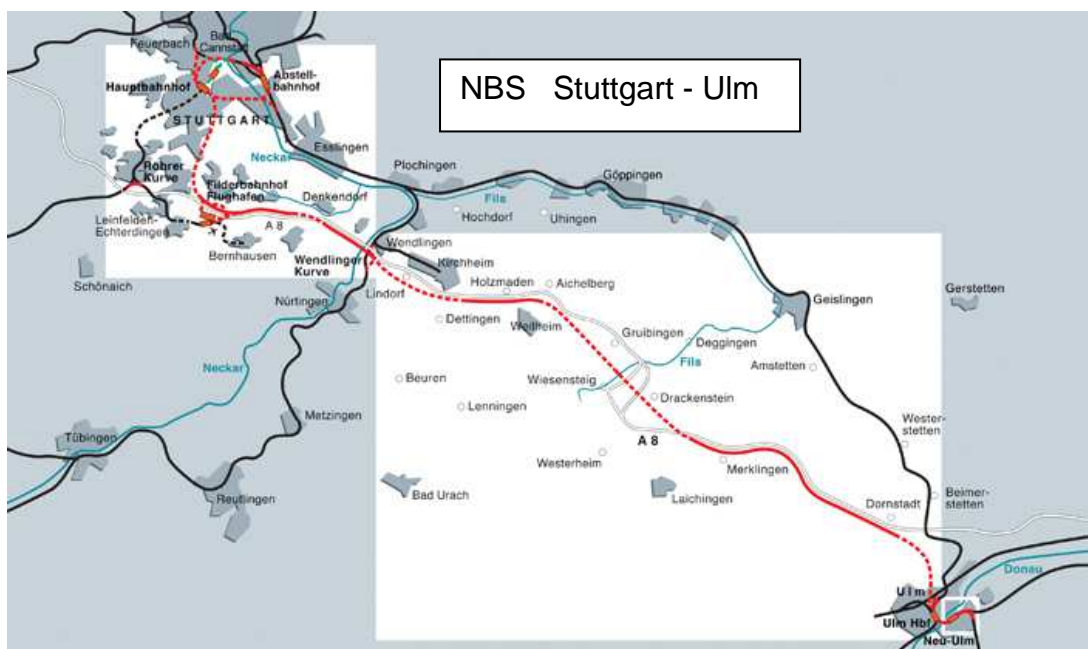 NBS Stuttgart - Ulm
Feuerbach
Bad
Cannstatt
Hauptbahnhof
Abstell-
bahnhof
STUTTGART
Esslingen
Neckar
Plochingen
Göppingen
Rohrer
Kurve
Filderbahnhof
Flughafen
Denkendorf
Fils
Hochdorf
Uhingen
Leinfelden-
Echterdingen
A 8
Bernhausen
Wendlingen
Wendlinger
Kurve
Kirchheim
Schönaich
Lindorf
Holzmaden
Aichelberg
Geislingen
Gerstetten
Nürtingen
Dettingen
Weilheim
Gruibingen
Deggingen
Neckar
Fils
Amstetten
Beuren
Wiesensteig
Drackenstein
Lenningen
Metzingen
Wester-
stetten
Tübingen
A 8
Westerheim
Merklingen
Reutlingen
Bad Urach
Laichingen
Dornstadt
Beimer-
stetten
Donau
Ulm
Ulm Hbf
Neu-Ulm